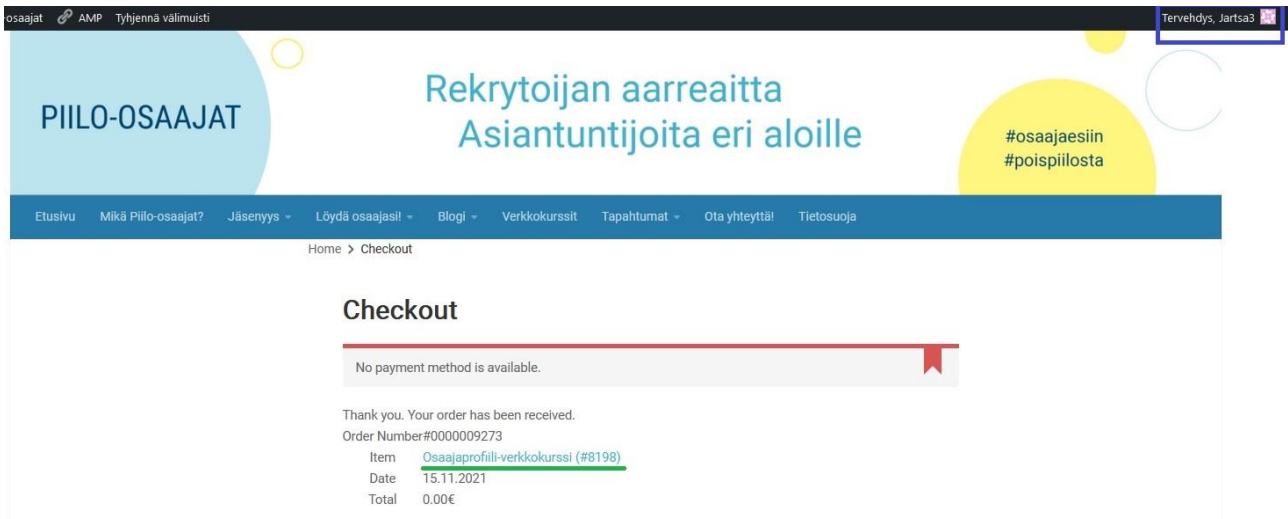 osaajat AMP Tyhjennä välimuisti Tervehdys, Jartsa3
PIILO-OSAAJAT
Rekrytoijan aarreaitta
Asiantuntijoita eri aloille
#osaajaesiin
#poispiilosta
Etusivu Mikä Piilo-osaajat? Jäsenyys Löydä osaajasi! Blogi Verkkokurssit Tapahtumat Ota yhteyttä! Tietosuoja
Home > Checkout
Checkout
No payment method is available.
Thank you. Your order has been received.
Order Number#0000009273
Item Osaajaprofiili-verkkokurssi (#8198)
Date 15.11.2021
Total 0.00€